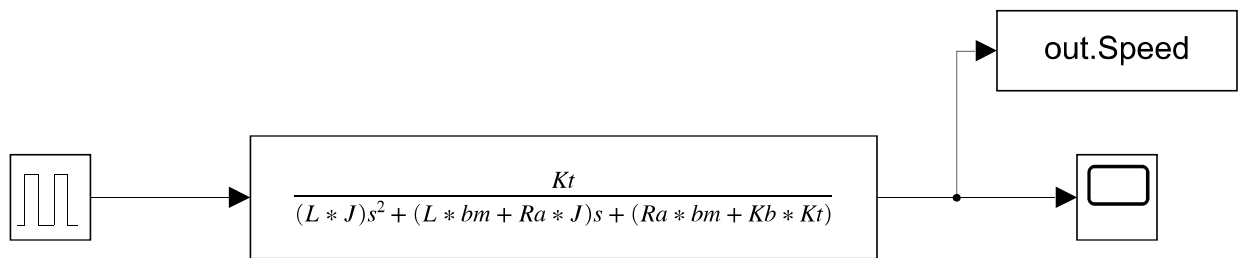 out.Speed
Kt
(L * J)s² + (L * bm + Ra * J)s + (Ra * bm + Kb * Kt)